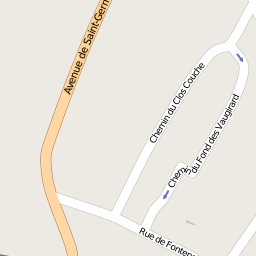 Avenue de Saint-Germ
Chemin du Clos Couche
Chemin du Fond des Vaugirard
Rue de Fonten